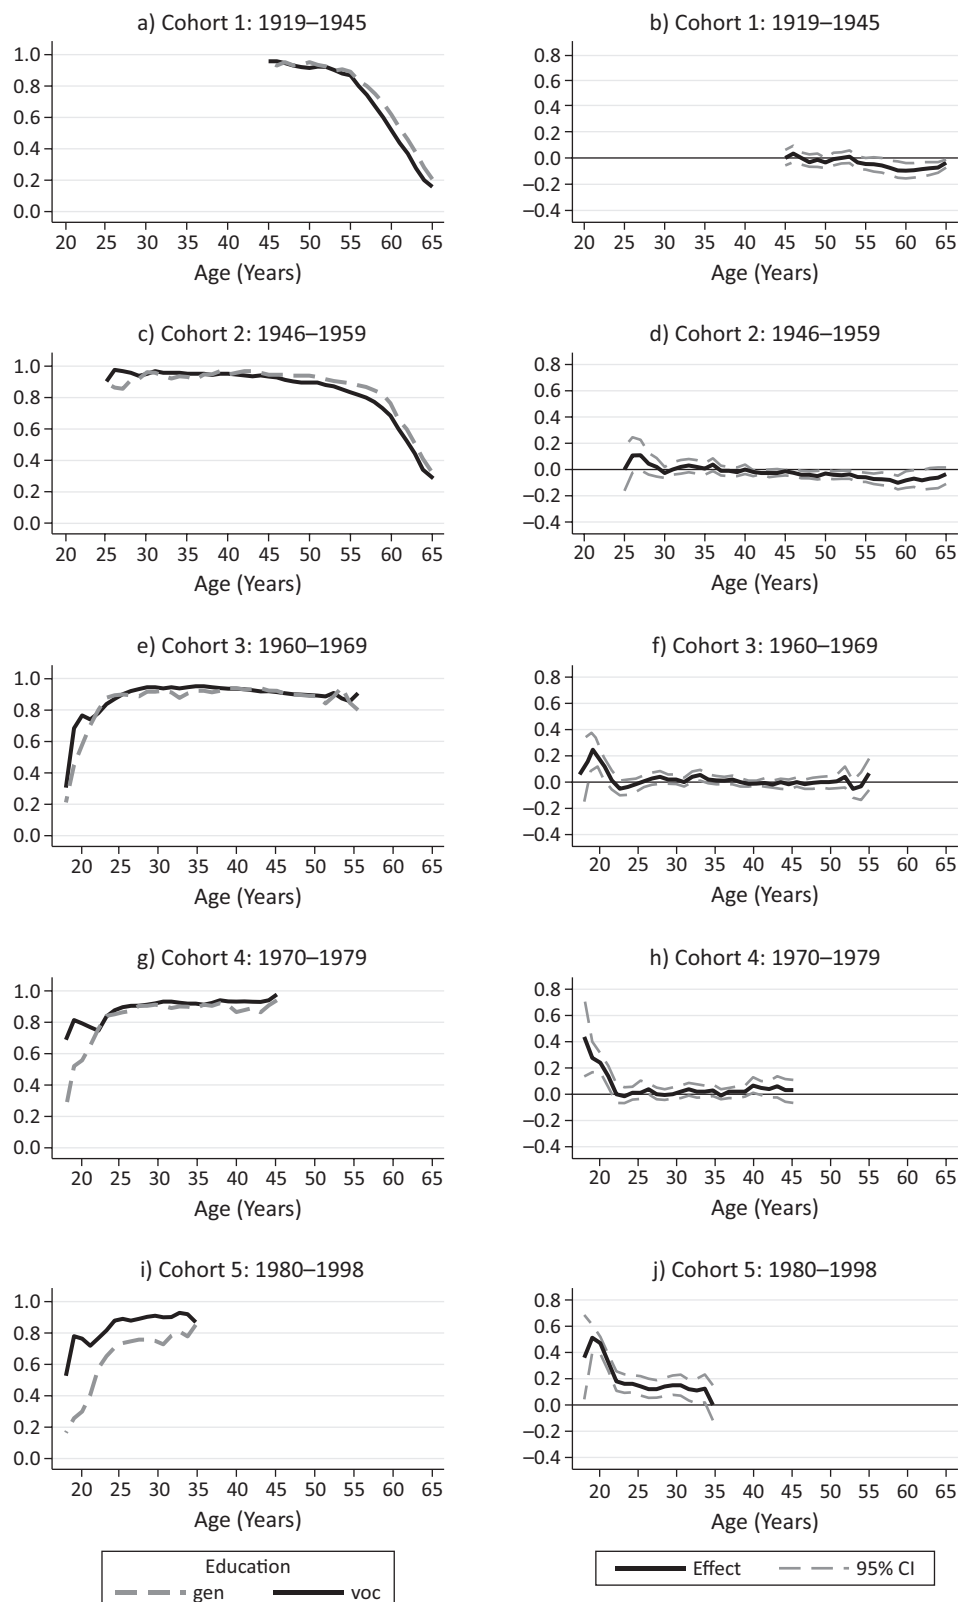 a) Cohort 1: 1919–1945
1.0
0.8
0.6
0.4
0.2
0.0
20 25 30 35 40 45 50 55 60 65
Age (Years)
b) Cohort 1: 1919–1945
0.8
0.6
0.4
0.2
0.0
−0.2
−0.4
20 25 30 35 40 45 50 55 60 65
Age (Years)
c) Cohort 2: 1946–1959
1.0
0.8
0.6
0.4
0.2
0.0
20 25 30 35 40 45 50 55 60 65
Age (Years)
d) Cohort 2: 1946–1959
0.8
0.6
0.4
0.2
0.0
−0.2
−0.4
20 25 30 35 40 45 50 55 60 65
Age (Years)
e) Cohort 3: 1960–1969
1.0
0.8
0.6
0.4
0.2
0.0
20 25 30 35 40 45 50 55 60 65
Age (Years)
f) Cohort 3: 1960–1969
0.8
0.6
0.4
0.2
0.0
−0.2
−0.4
20 25 30 35 40 45 50 55 60 65
Age (Years)
g) Cohort 4: 1970–1979
1.0
0.8
0.6
0.4
0.2
0.0
20 25 30 35 40 45 50 55 60 65
Age (Years)
h) Cohort 4: 1970–1979
0.8
0.6
0.4
0.2
0.0
−0.2
−0.4
20 25 30 35 40 45 50 55 60 65
Age (Years)
i) Cohort 5: 1980–1998
1.0
0.8
0.6
0.4
0.2
0.0
20 25 30 35 40 45 50 55 60 65
Age (Years)
j) Cohort 5: 1980–1998
0.8
0.6
0.4
0.2
0.0
−0.2
−0.4
20 25 30 35 40 45 50 55 60 65
Age (Years)
Education
gen voc
Effect 95% CI